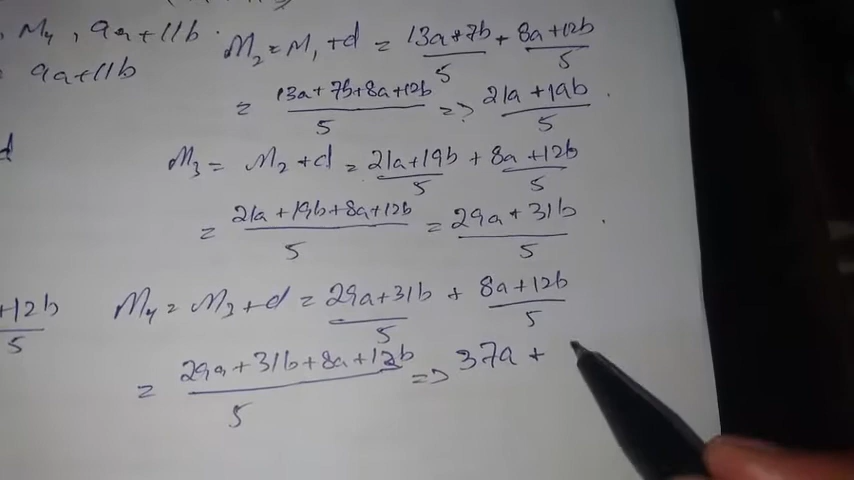 , M₄, 9a+11b.
9a+11b
M₂ = M₁+d = 13a+7b/5 + 8a+12b/5
= 13a+7b+8a+12b/5 => 21a+19b/5 .
d
M₃ = M₂+d = 21a+19b/5 + 8a+12b/5
= 21a+19b+8a+12b/5 = 29a+31b/5 .
+12b/5
M₄ = M₃+d = 29a+31b/5 + 8a+12b/5
= 29a+31b+8a+12b/5 => 37a+